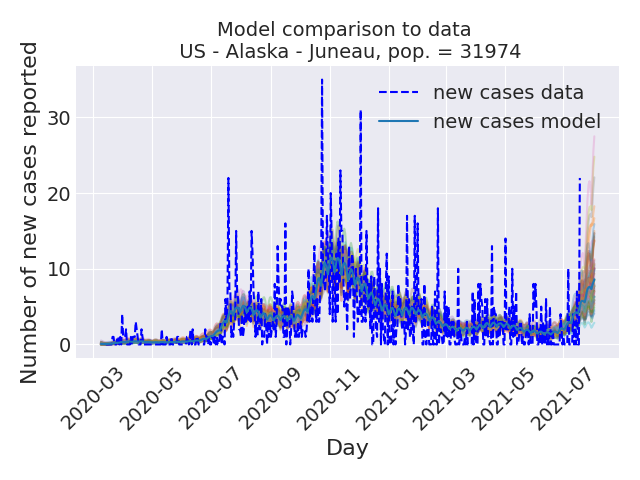 Model comparison to data
US - Alaska - Juneau, pop. = 31974
Number of new cases reported
30
20
10
0
new cases data
new cases model
2020-03
2020-05
2020-07
2020-09
2020-11
2021-01
2021-03
2021-05
2021-07
Day